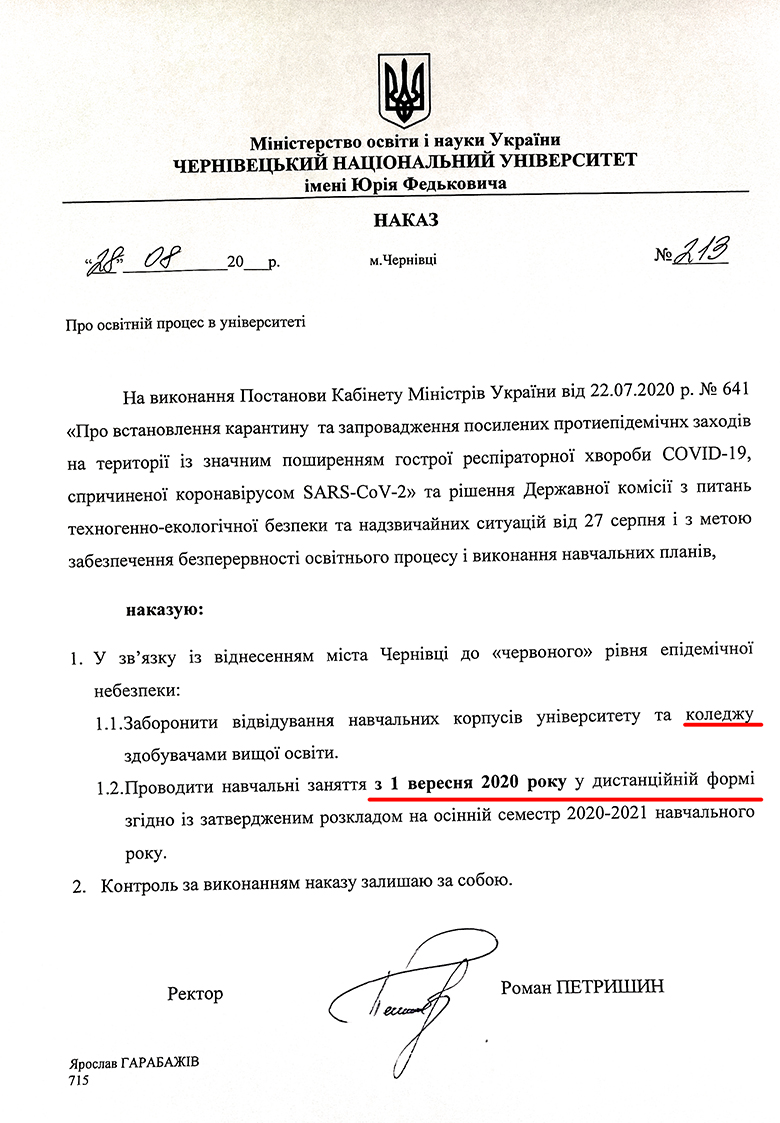 Міністерство освіти і науки України
ЧЕРНІВЕЦЬКИЙ НАЦІОНАЛЬНИЙ УНІВЕРСИТЕТ
імені Юрія Федьковича
НАКАЗ
“28” 08 20___р. м.Чернівці № 213
Про освітній процес в університеті
На виконання Постанови Кабінету Міністрів України від 22.07.2020 р. № 641
«Про встановлення карантину та запровадження посилених протиепідемічнх заходів
на території із значним поширенням гострої респіраторної хвороби COVID-19,
спричиненої коронавірусом SARS-CoV-2» та рішення Державної комісії з питань
техногенно-екологічної безпеки та надзвичайних ситуацій від 27 серпня і з метою
забезпечення безперервності освітнього процесу і виконання навчальних планів,
наказую:
1. У зв’язку із віднесенням міста Чернівці до «червоного» рівня епідемічної
небезпеки:
1.1.Заборонити відвідування навчальних корпусів університету та коледжу
здобувачами вищої освіти.
1.2.Проводити навчальні заняття з 1 вересня 2020 року у дистанційній формі
згідно із затвердженим розкладом на осінній семестр 2020-2021 навчального
року.
2. Контроль за виконанням наказу залишаю за собою.
Ректор Роман ПЕТРИШИН
Ярослав ГАРАБАЖІВ
715